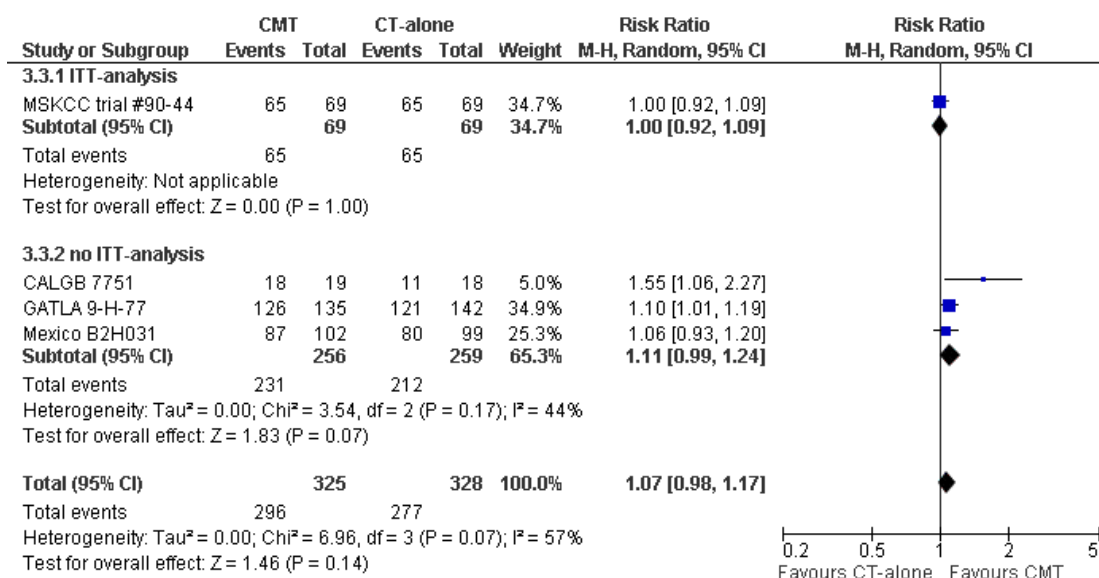 CMT CT-alone Risk Ratio Risk Ratio
Study or Subgroup Events Total Events Total Weight M-H, Random, 95% CI M-H, Random, 95% CI
3.3.1 ITT-analysis
MSKCC trial #90-44 65 69 65 69 34.7% 1.00 [0.92, 1.09]
Subtotal (95% CI) 69 69 34.7% 1.00 [0.92, 1.09]
Total events 65 65
Heterogeneity: Not applicable
Test for overall effect: Z = 0.00 (P = 1.00)
3.3.2 no ITT-analysis
CALGB 7751 18 19 11 18 5.0% 1.55 [1.06, 2.27]
GATLA 9-H-77 126 135 121 142 34.9% 1.10 [1.01, 1.19]
Mexico B2H031 87 102 80 99 25.3% 1.06 [0.93, 1.20]
Subtotal (95% CI) 256 259 65.3% 1.11 [0.99, 1.24]
Total events 231 212
Heterogeneity: Tau² = 0.00; Chi² = 3.54, df = 2 (P = 0.17); I² = 44%
Test for overall effect: Z = 1.83 (P = 0.07)
Total (95% CI) 325 328 100.0% 1.07 [0.98, 1.17]
Total events 296 277
Heterogeneity: Tau² = 0.00; Chi² = 6.96, df = 3 (P = 0.07); I² = 57%
Test for overall effect: Z = 1.46 (P = 0.14)
0.2 0.5 1 2 5
Favours CT-alone Favours CMT